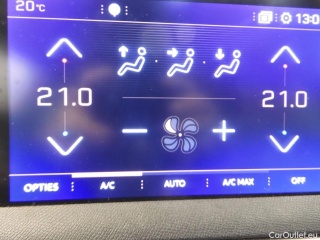 20°C 13:0
21.0 21.0
OPTIES A/C AUTO A/C MAX OFF
CarOutlet.eu